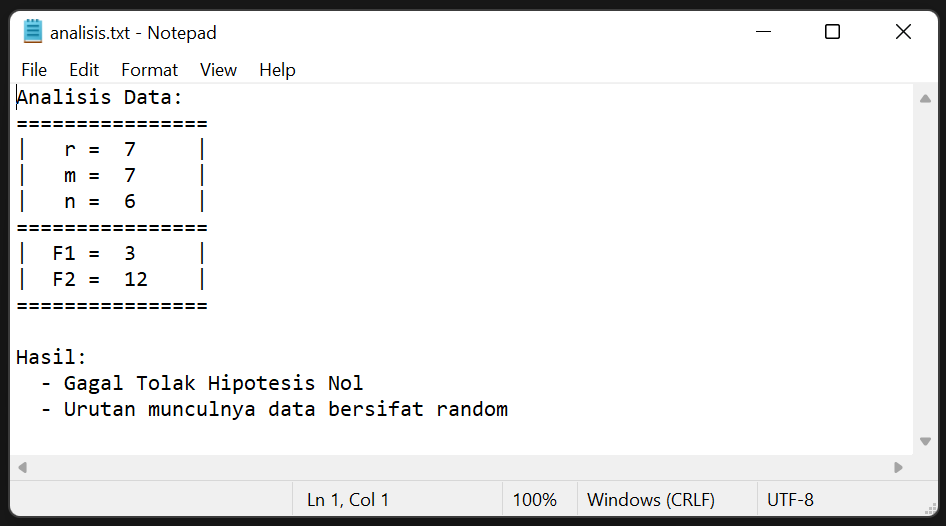 analisis.txt - Notepad
File Edit Format View Help
Analisis Data:
================
|   r =  7     |
|   m =  7     |
|   n =  6     |
================
|  F1 =  3     |
|  F2 =  12    |
================
Hasil:
  - Gagal Tolak Hipotesis Nol
  - Urutan munculnya data bersifat random
Ln 1, Col 1 100% Windows (CRLF) UTF-8